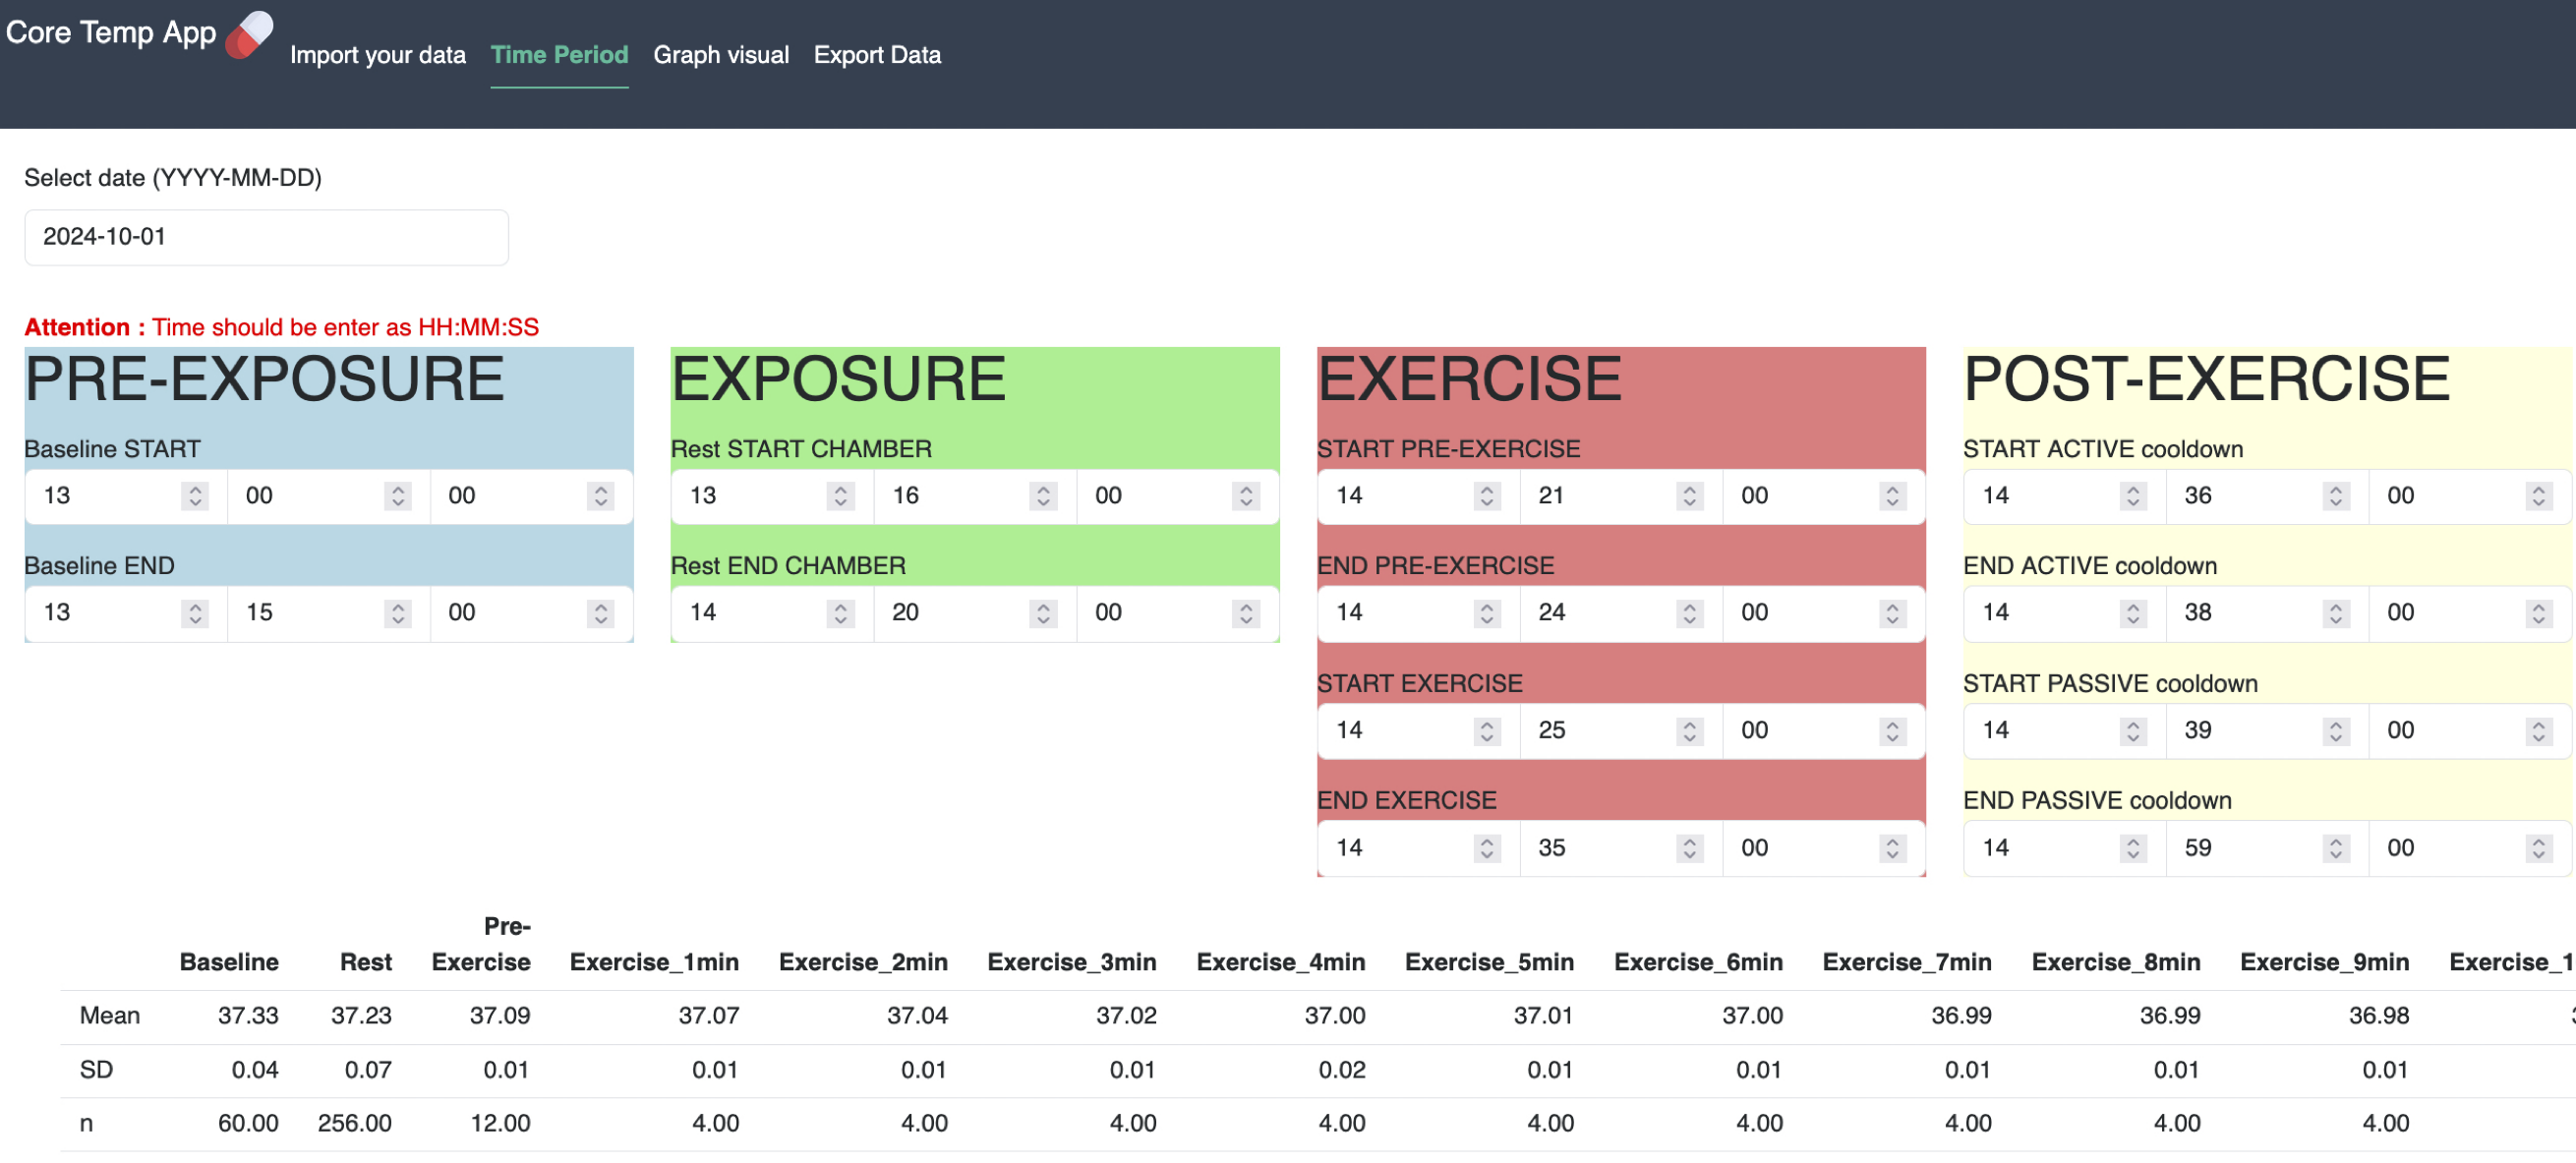 Core Temp App
Import your data Time Period Graph visual Export Data
Select date (YYYY-MM-DD)
2024-10-01
Attention : Time should be enter as HH:MM:SS
PRE-EXPOSURE
Baseline START
13 00 00
Baseline END
13 15 00
EXPOSURE
Rest START CHAMBER
13 16 00
Rest END CHAMBER
14 20 00
EXERCISE
START PRE-EXERCISE
14 21 00
END PRE-EXERCISE
14 24 00
START EXERCISE
14 25 00
END EXERCISE
14 35 00
POST-EXERCISE
START ACTIVE cooldown
14 36 00
END ACTIVE cooldown
14 38 00
START PASSIVE cooldown
14 39 00
END PASSIVE cooldown
14 59 00
Baseline Rest Pre-Exercise Exercise_1min Exercise_2min Exercise_3min Exercise_4min Exercise_5min Exercise_6min Exercise_7min Exercise_8min Exercise_9min Exercise_1
Mean 37.33 37.23 37.09 37.07 37.04 37.02 37.00 37.01 37.00 36.99 36.99 36.98
SD 0.04 0.07 0.01 0.01 0.01 0.01 0.02 0.01 0.01 0.01 0.01 0.01
n 60.00 256.00 12.00 4.00 4.00 4.00 4.00 4.00 4.00 4.00 4.00 4.00